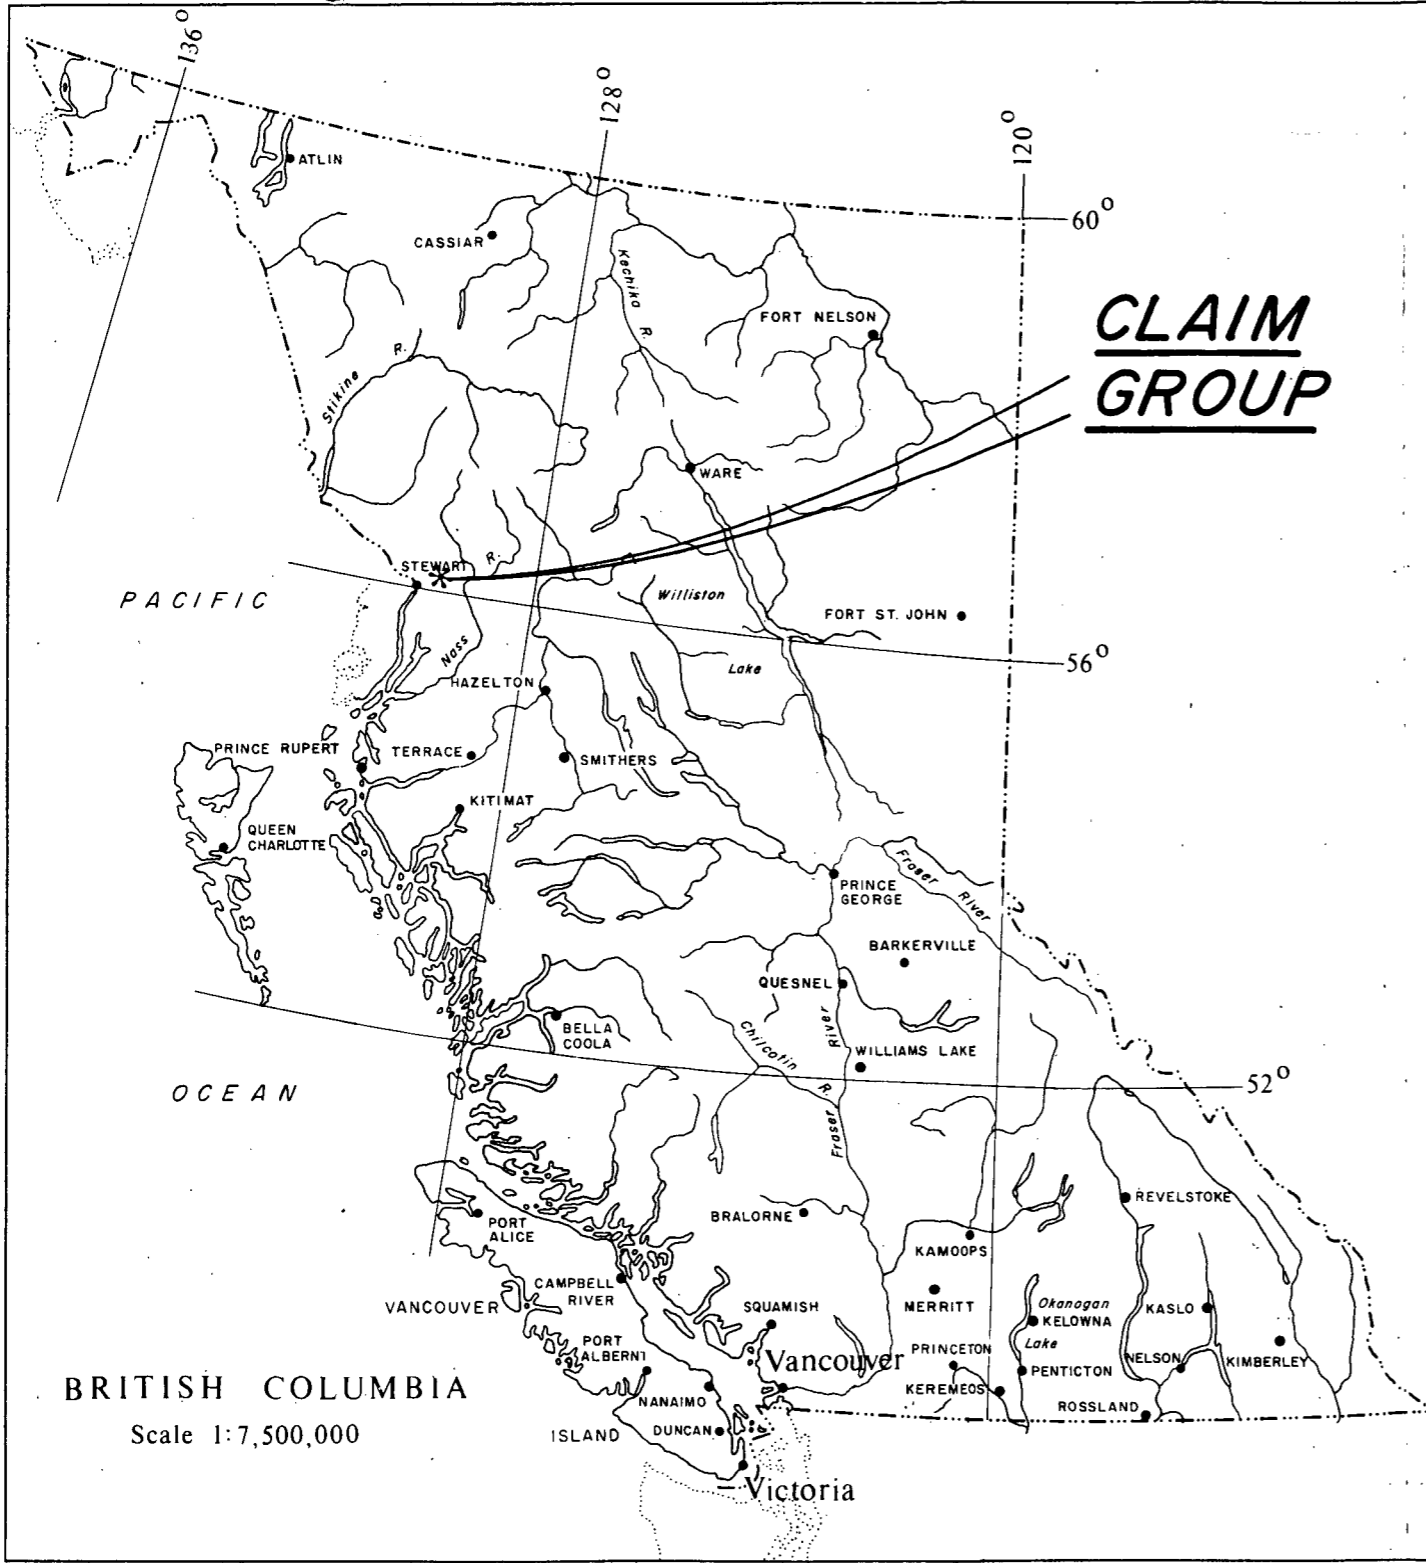 136°
128°
120°
ATLIN
60°
CASSIAR
Kechika R.
FORT NELSON
CLAIM
GROUP
Stikine R.
WARE
STEWART
R.
PACIFIC
Williston
FORT ST. JOHN
Nass
56°
Lake
HAZELTON
PRINCE RUPERT
TERRACE
SMITHERS
KITIMAT
QUEEN
CHARLOTTE
Fraser River
PRINCE
GEORGE
BARKERVILLE
QUESNEL
River
BELLA
COOLA
Chilcotin R.
WILLIAMS LAKE
52°
OCEAN
Fraser
REVELSTOKE
PORT
ALICE
BRALORNE
KAMOOPS
CAMPBELL
RIVER
VANCOUVER
SQUAMISH
MERRITT
Okanogan
KELOWNA
Lake
KASLO
PORT
ALBERNI
Vancouver
PRINCETON
PENTICTON
NELSON
KIMBERLEY
BRITISH COLUMBIA
NANAIMO
KEREMEOS
ROSSLAND
Scale 1:7,500,000
ISLAND
DUNCAN
Victoria